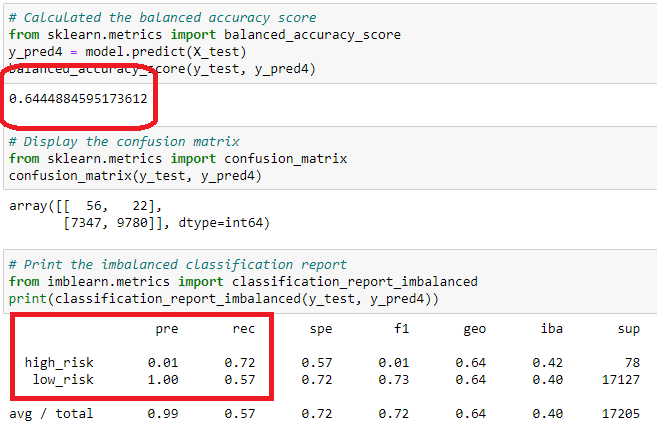 # Calculated the balanced accuracy score
from sklearn.metrics import balanced_accuracy_score
y_pred4 = model.predict(X_test)
balanced_accuracy_score(y_test, y_pred4)
0.6444884595173612
# Display the confusion matrix
from sklearn.metrics import confusion_matrix
confusion_matrix(y_test, y_pred4)
array([[  56,   22],
       [7347, 9780]], dtype=int64)
# Print the imbalanced classification report
from imblearn.metrics import classification_report_imbalanced
print(classification_report_imbalanced(y_test, y_pred4))
                   pre       rec       spe        f1       geo       iba       sup
  high_risk       0.01      0.72      0.57      0.01      0.64      0.42        78
   low_risk       1.00      0.57      0.72      0.73      0.64      0.40     17127
avg / total       0.99      0.57      0.72      0.72      0.64      0.40     17205